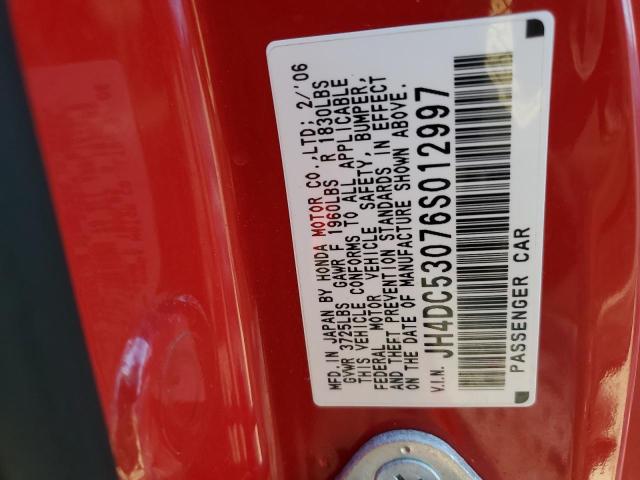 MFD. IN JAPAN BY HONDA MOTOR CO.,LTD; 2/'06
GVWR 3725LBS GAWR F 1960LBS R 1830LBS
THIS VEHICLE CONFORMS TO ALL APPLICABLE
FEDERAL MOTOR VEHICLE SAFETY, BUMPER,
AND THEFT PREVENTION STANDARDS IN EFFECT
ON THE DATE OF MANUFACTURE SHOWN ABOVE.
V.I.N. JH4DC53076S012997
PASSENGER CAR